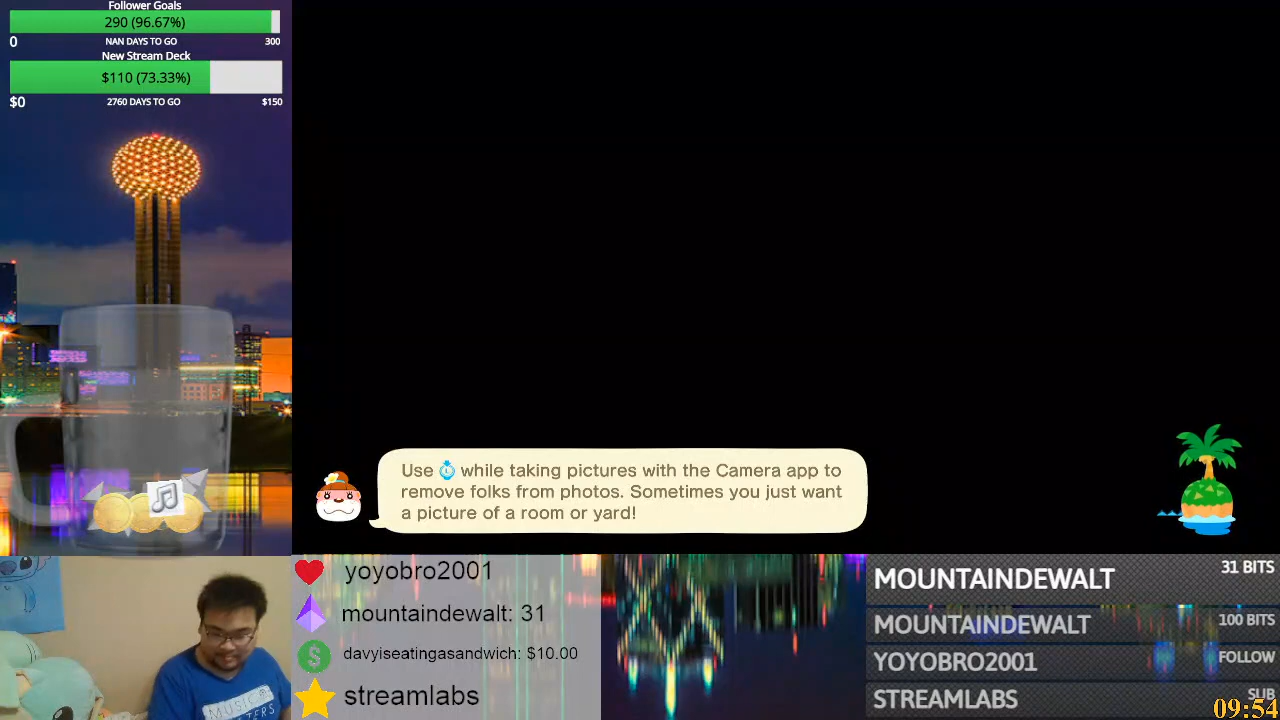 Follower Goals
290 (96.67%)
0 NAN DAYS TO GO 300
New Stream Deck
$110 (73.33%)
$0 2760 DAYS TO GO $150
Use while taking pictures with the Camera app to
remove folks from photos. Sometimes you just want
a picture of a room or yard!
yoyobro2001
mountaindewalt: 31
davyiseatingasandwich: $10.00
streamlabs
MOUNTAINDEWALT 31 BITS
MOUNTAINDEWALT 100 BITS
YOYOBRO2001 FOLLOW
STREAMLABS SUB
09:54
MUSIC